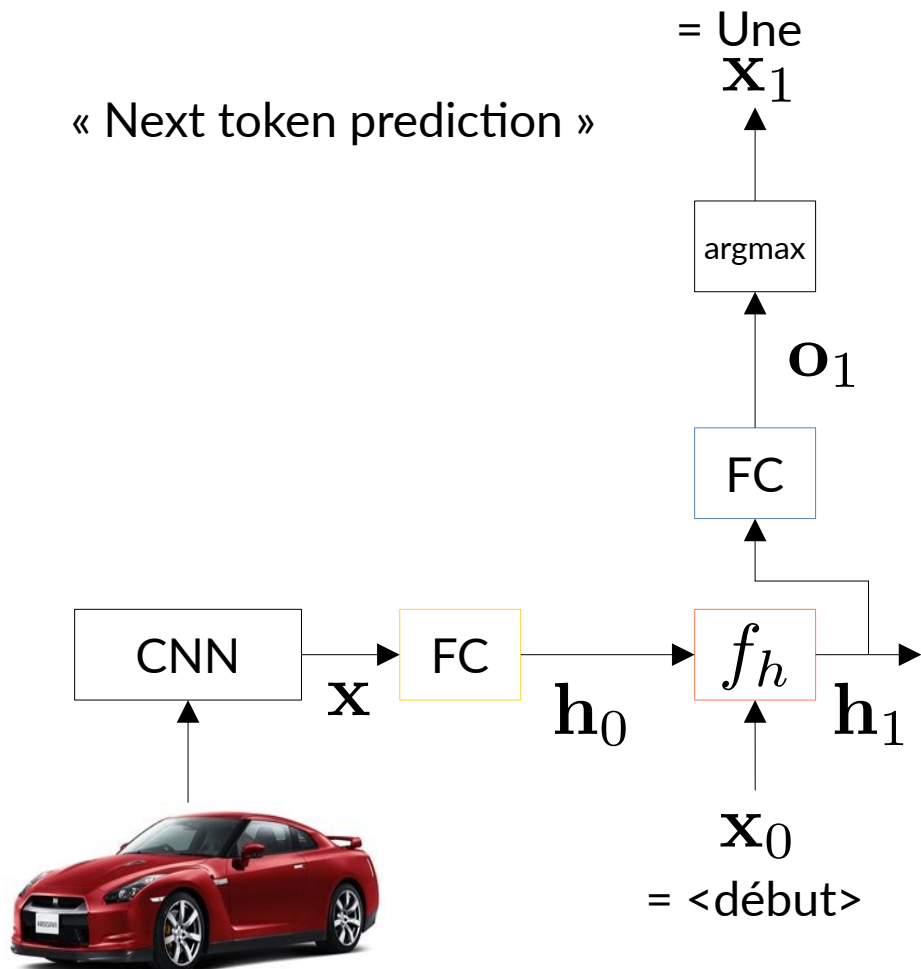 = Une
x₁
« Next token prediction »
argmax
o₁
FC
CNN
FC
fₕ
x
h₀
h₁
x₀
= <début>